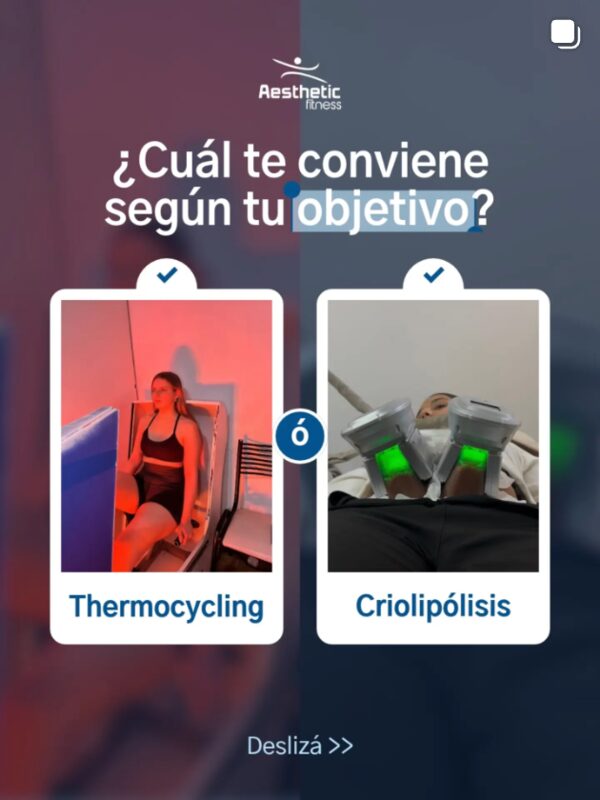 Aesthetic
fitness
¿Cuál te conviene
según tu objetivo?
ó
Thermocycling
Criolipólisis
Deslizá >>